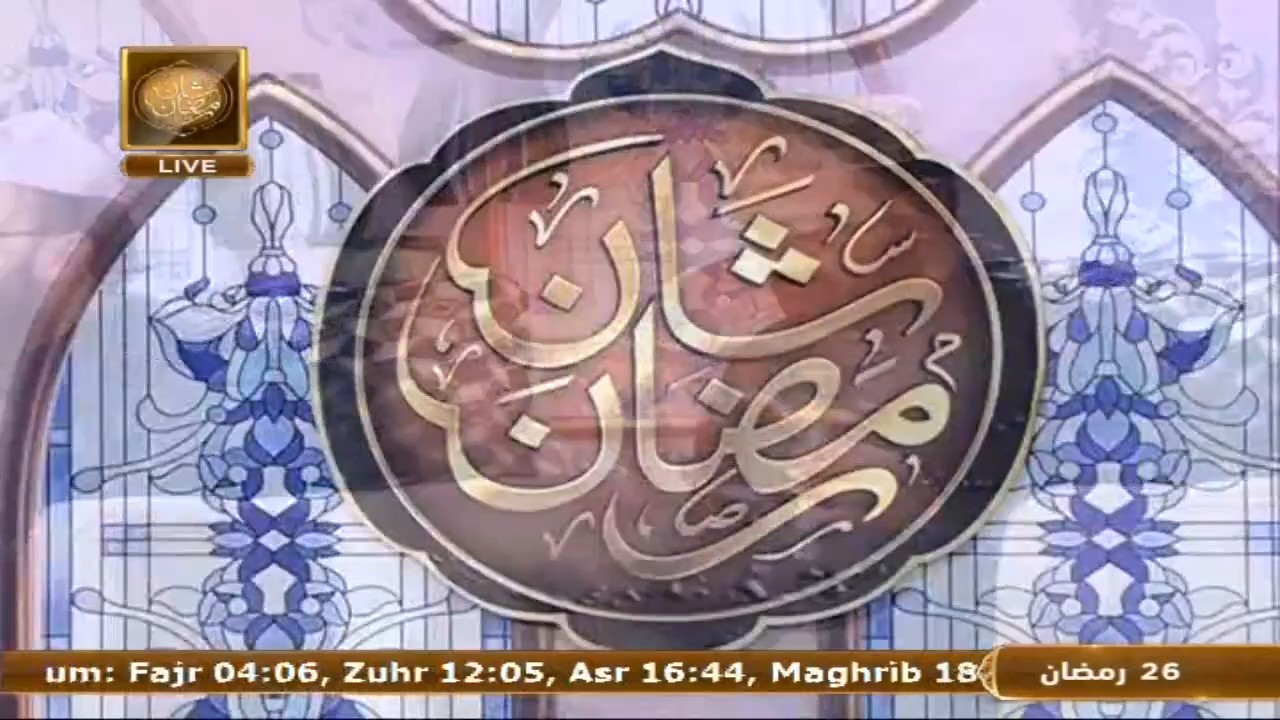 شان
رمضان
LIVE
شانِ
رمضان
um: Fajr 04:06, Zuhr 12:05, Asr 16:44, Maghrib 18
26 رمضان